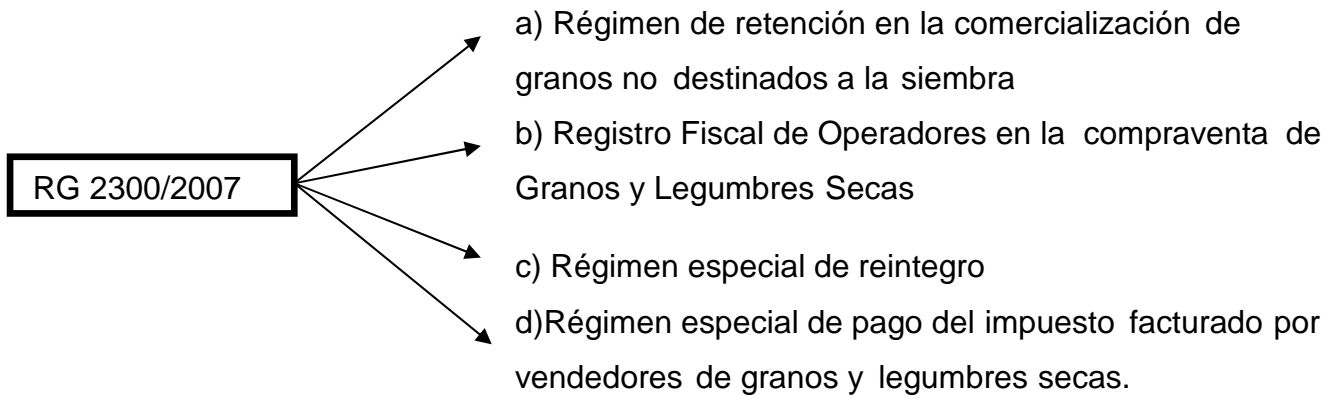 a) Régimen de retención en la comercialización de
granos no destinados a la siembra
b) Registro Fiscal de Operadores en la compraventa de
RG 2300/2007
Granos y Legumbres Secas
c) Régimen especial de reintegro
d)Régimen especial de pago del impuesto facturado por
vendedores de granos y legumbres secas.